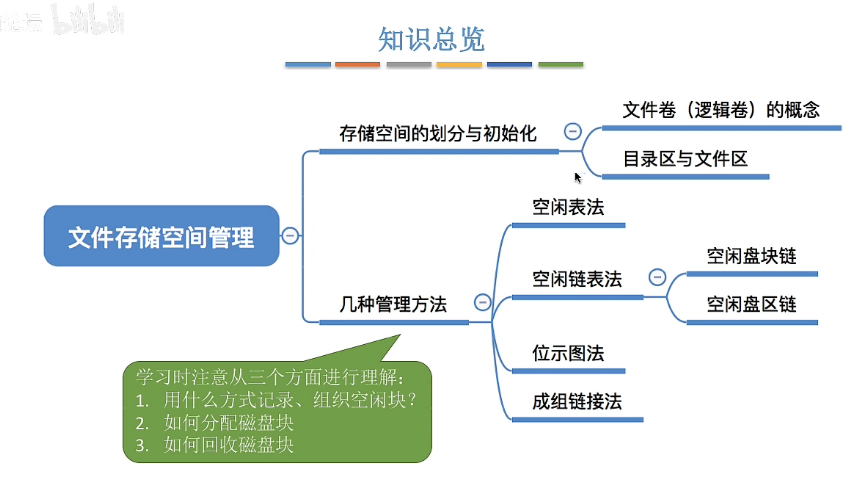 bilibili
知识总览
文件存储空间管理
存储空间的划分与初始化
文件卷（逻辑卷）的概念
目录区与文件区
几种管理方法
空闲表法
空闲链表法
空闲盘块链
空闲盘区链
位示图法
成组链接法
学习时注意从三个方面进行理解：
1. 用什么方式记录、组织空闲块？
2. 如何分配磁盘块
3. 如何回收磁盘块